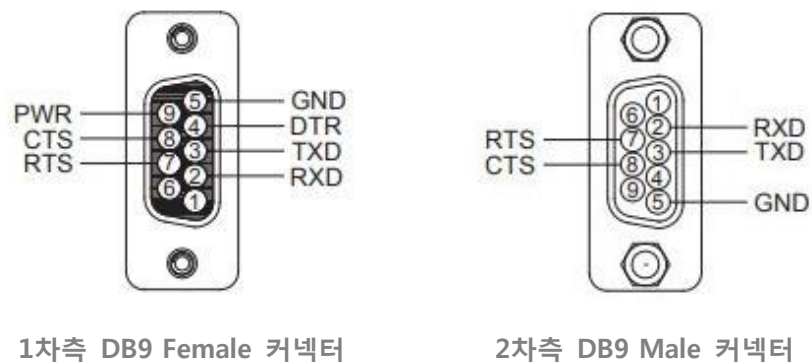 PWR
CTS
RTS
9
8
7
6
5
4
3
2
1
GND
DTR
TXD
RXD
RTS
CTS
6
7
8
9
1
2
3
4
5
RXD
TXD
GND
1차측 DB9 Female 커넥터
2차측 DB9 Male 커넥터